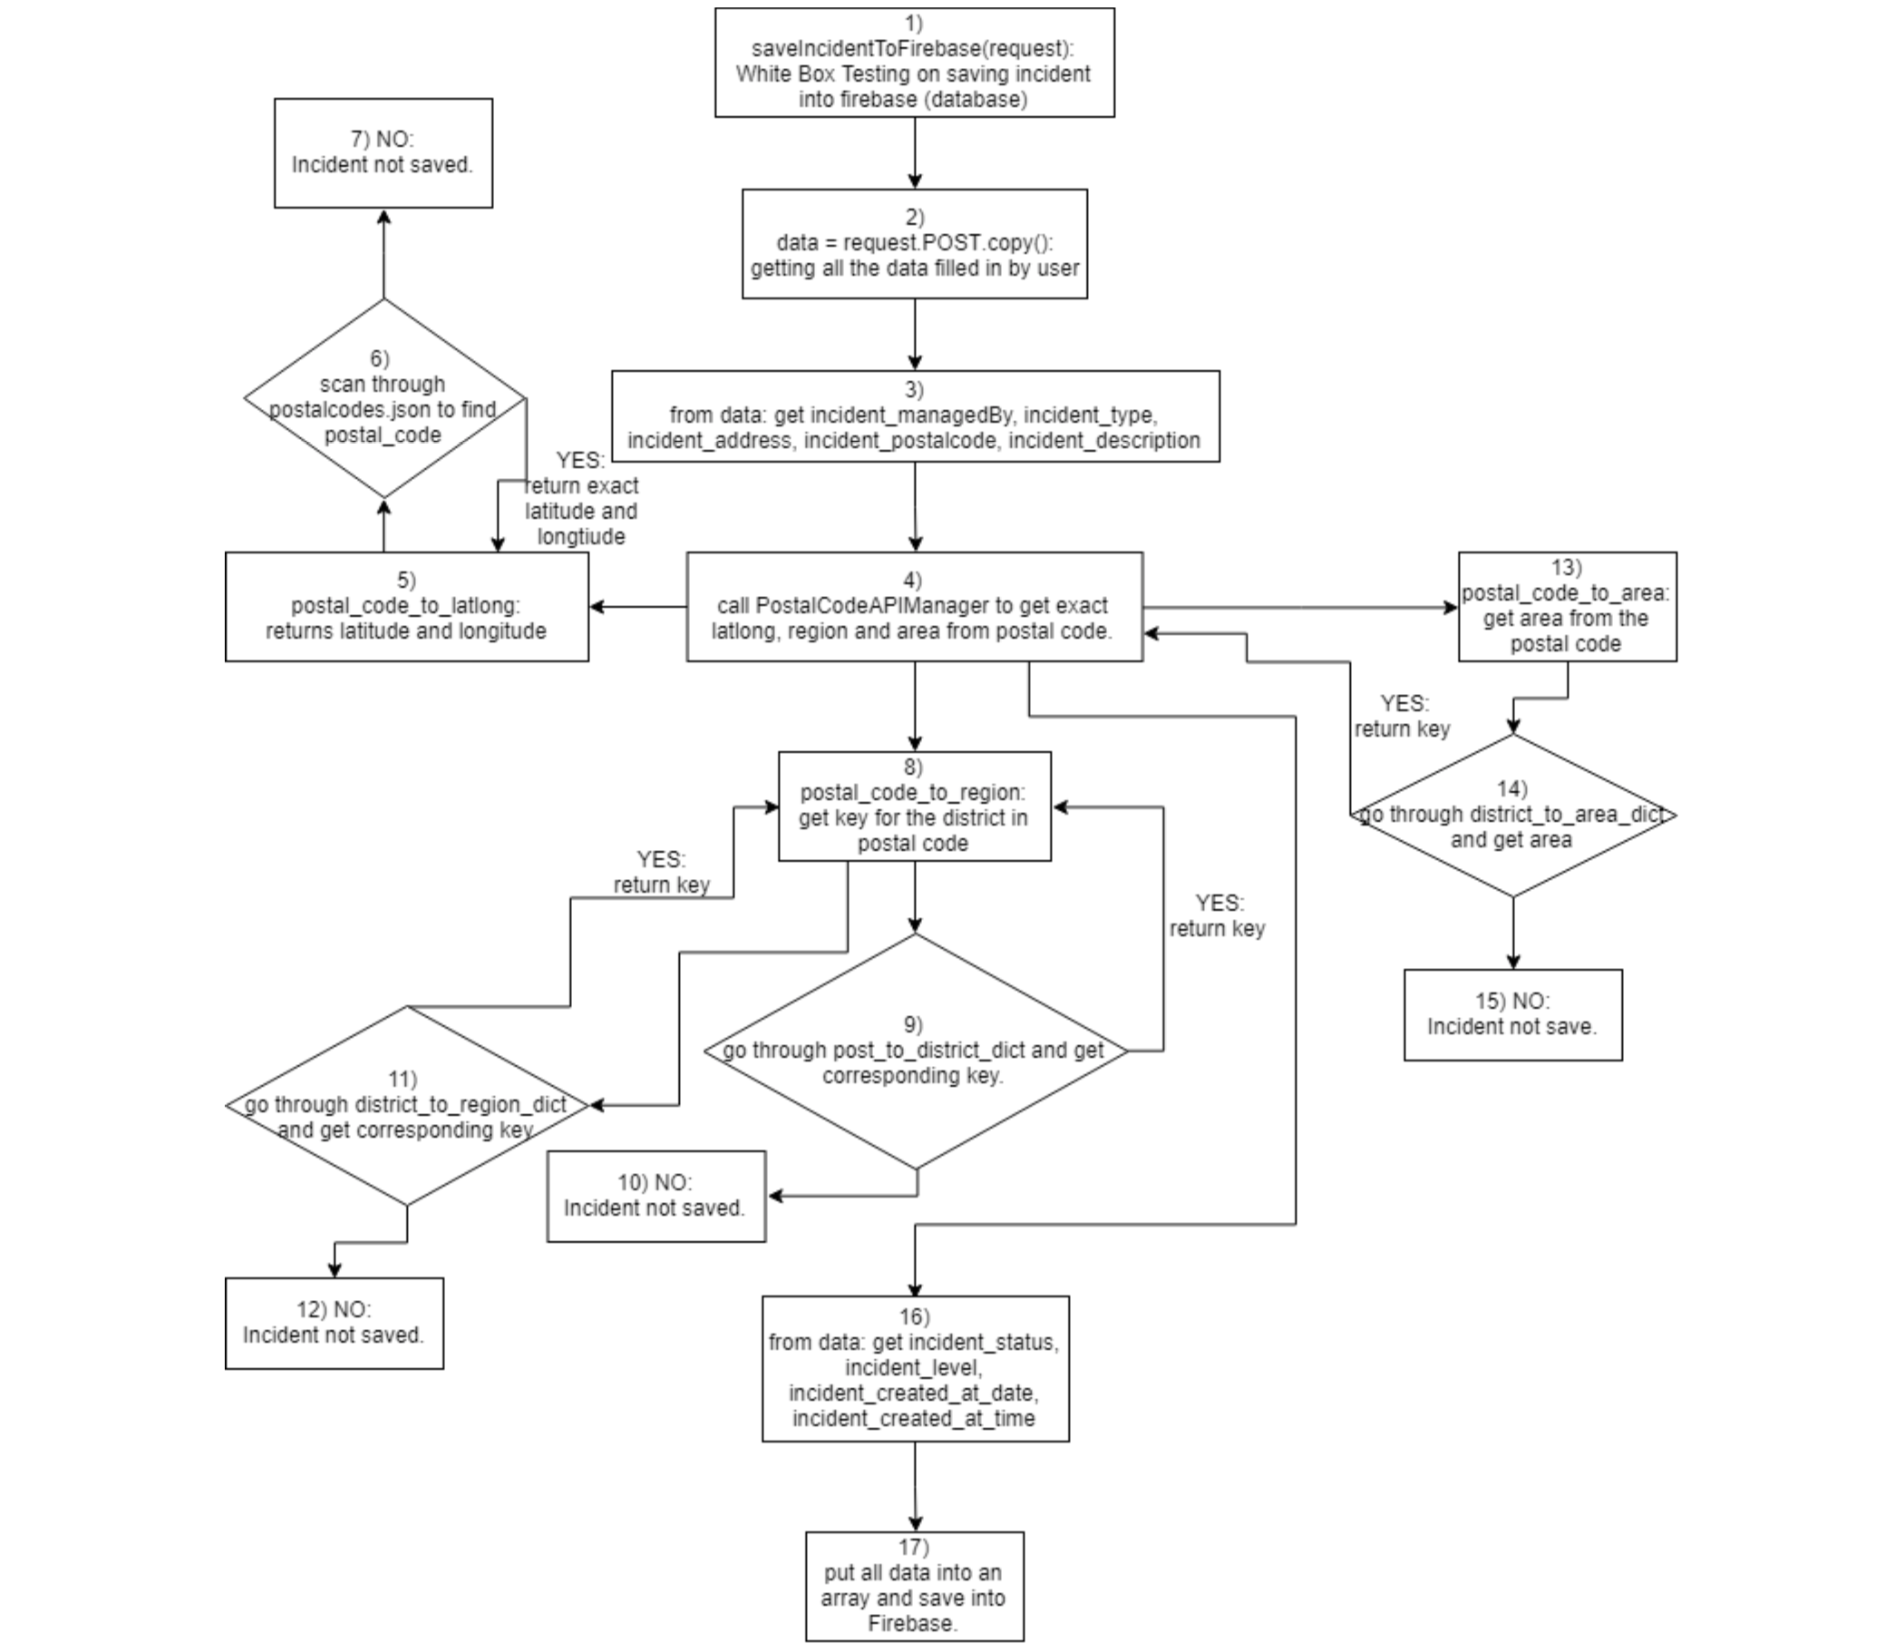 1)
saveIncidentToFirebase(request):
White Box Testing on saving incident
into firebase (database)
2)
data = request.POST.copy():
getting all the data filled in by user
3)
from data: get incident_managedBy, incident_type,
incident_address, incident_postalcode, incident_description
4)
call PostalCodeAPIManager to get exact
latlong, region and area from postal code.
5)
postal_code_to_latlong:
returns latitude and longitude
6)
scan through
postalcodes.json to find
postal_code
YES:
return exact
latitude and
longtiude
7) NO:
Incident not saved.
8)
postal_code_to_region:
get key for the district in
postal code
9)
go through post_to_district_dict and get
corresponding key.
YES:
return key
10) NO:
Incident not saved.
11)
go through district_to_region_dict
and get corresponding key
YES:
return key
12) NO:
Incident not saved.
13)
postal_code_to_area:
get area from the
postal code
14)
go through district_to_area_dict
and get area
YES:
return key
15) NO:
Incident not save.
16)
from data: get incident_status,
incident_level,
incident_created_at_date,
incident_created_at_time
17)
put all data into an
array and save into
Firebase.